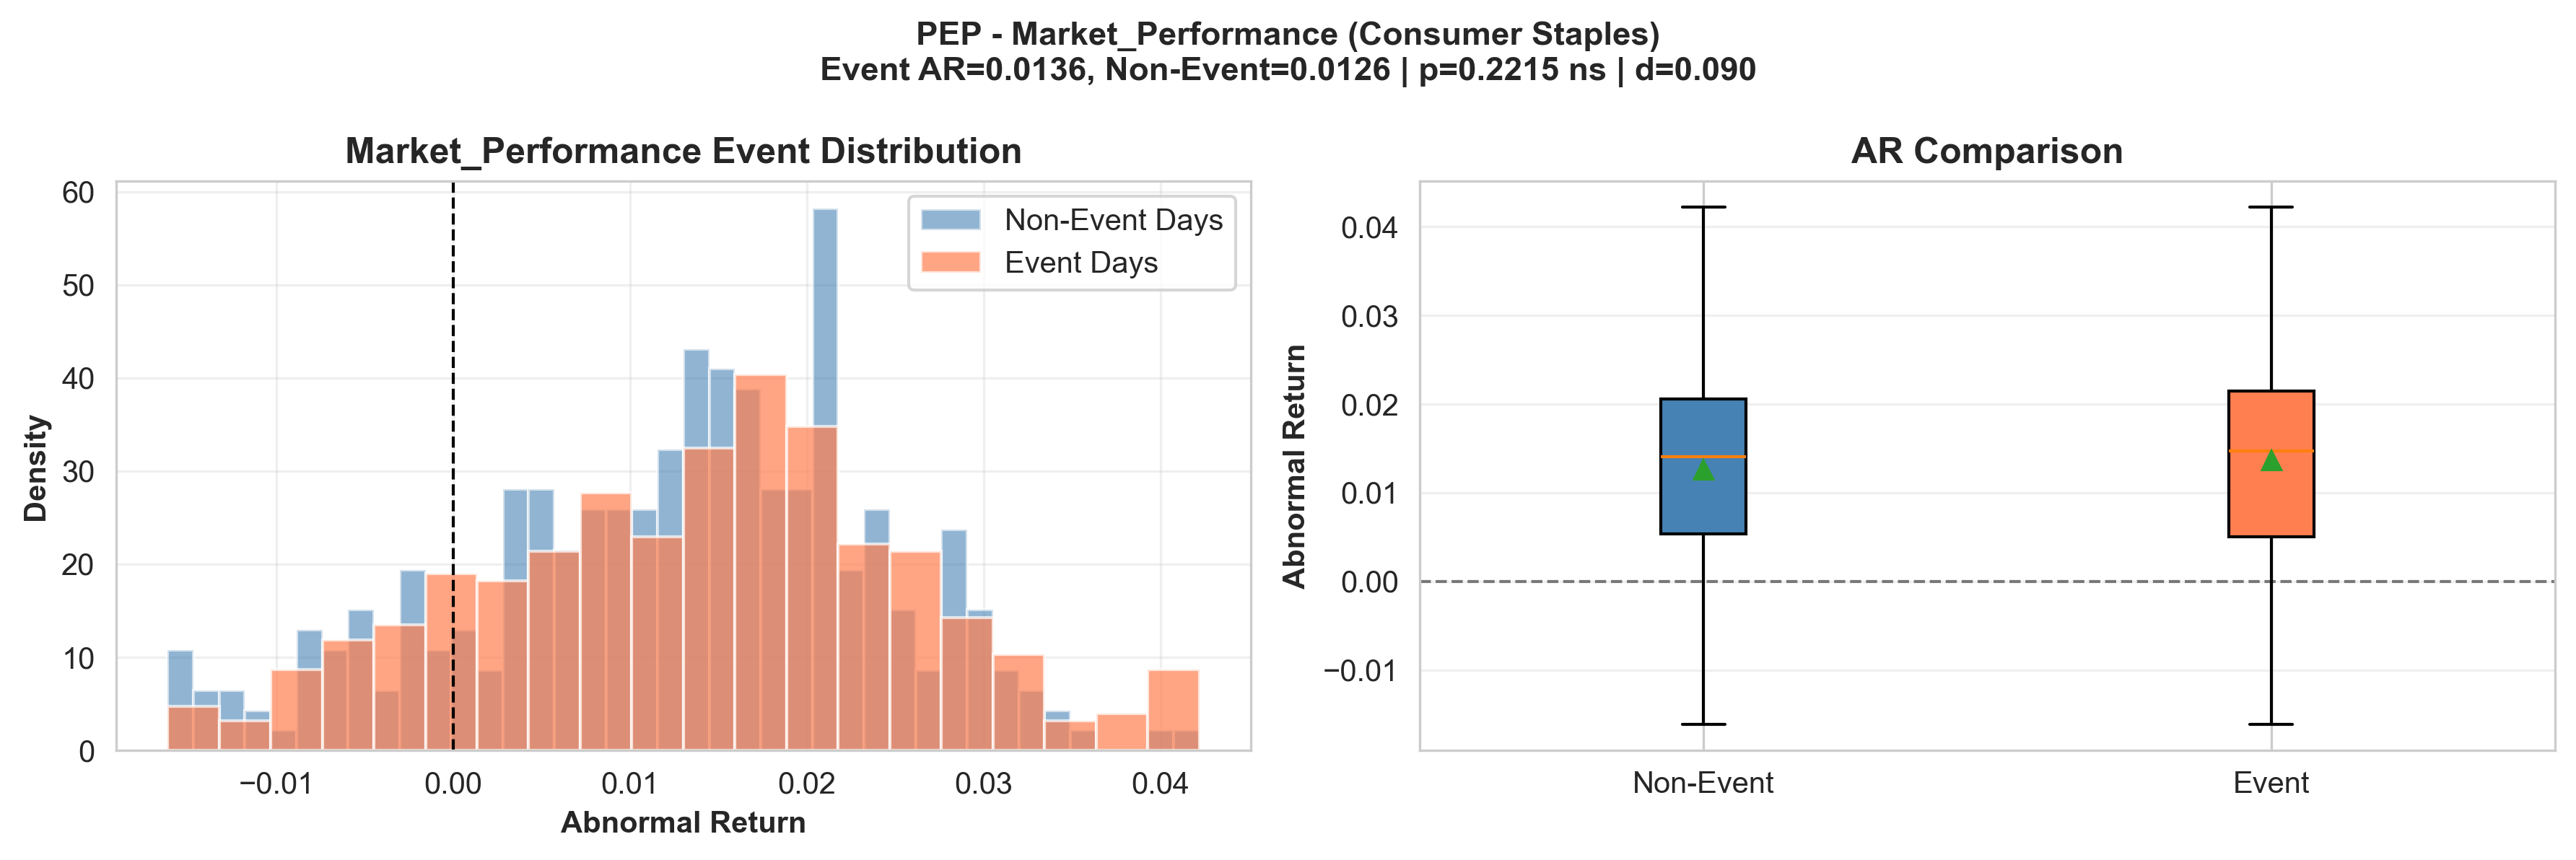 PEP - Market_Performance (Consumer Staples)
Event AR=0.0136, Non-Event=0.0126 | p=0.2215 ns | d=0.090
Market_Performance Event Distribution
60
50
40
30
20
10
0
Density
Non-Event Days
Event Days
−0.01
0.00
0.01
0.02
0.03
0.04
Abnormal Return
AR Comparison
0.04
0.03
0.02
0.01
0.00
−0.01
Abnormal Return
Non-Event
Event